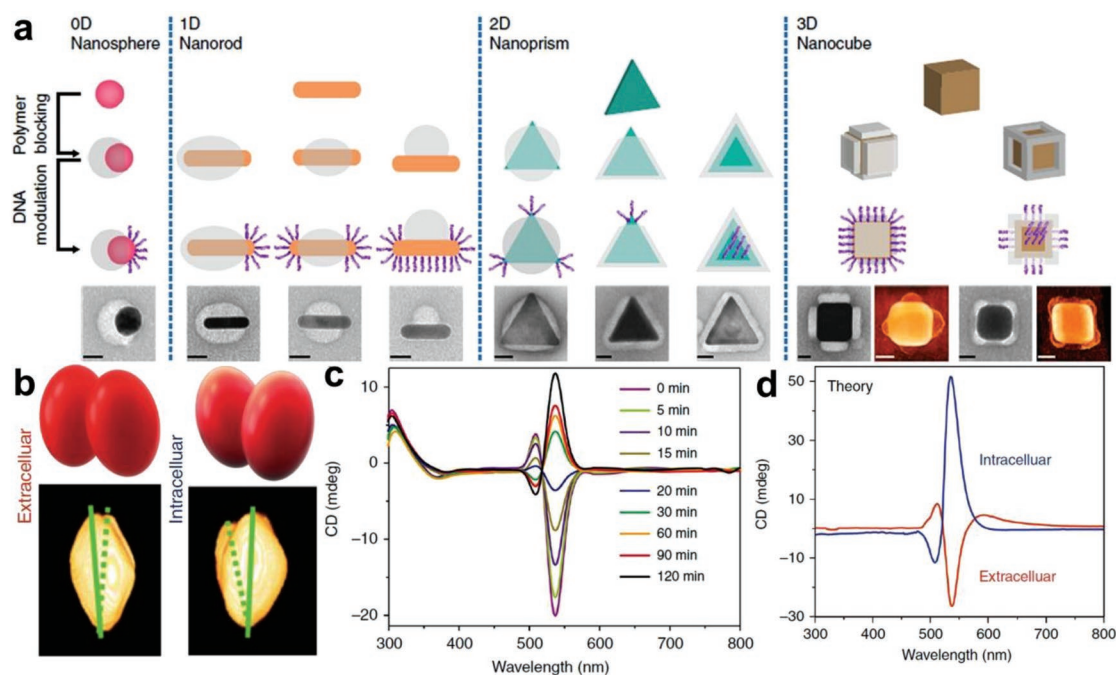 a
0D
Nanosphere
1D
Nanorod
2D
Nanoprism
3D
Nanocube
Polymer
blocking
DNA
modulation
b
Extracelluar
Intracelluar
c
10
0
−10
−20
300
400
500
600
700
800
CD (mdeg)
Wavelength (nm)
0 min
5 min
10 min
15 min
20 min
30 min
60 min
90 min
120 min
d
Theory
50
30
10
-10
-30
300
400
500
600
700
800
CD (mdeg)
Wavelength (nm)
Intracelluar
Extracelluar